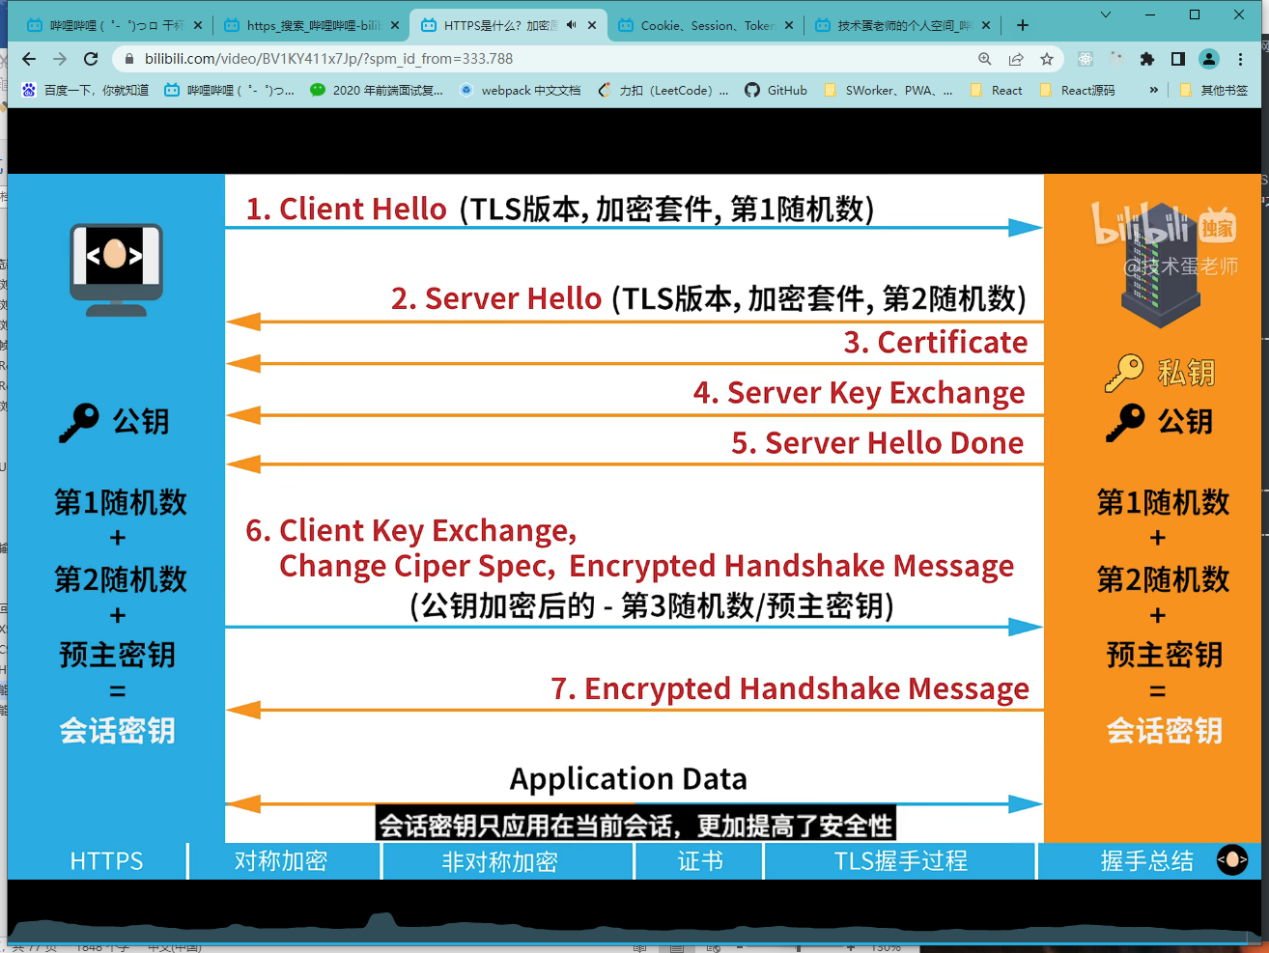 哔哩哔哩 (゜-゜)つロ 干杯
https_搜索_哔哩哔哩-bili
HTTPS是什么？加密
Cookie、Session、Token
技术蛋老师的个人空间_哔
bilibili.com/video/BV1KY411x7Jp/?spm_id_from=333.788
百度一下，你就知道
哔哩哔哩 (゜-゜)つ...
2020 年前端面试复...
webpack 中文文档
力扣（LeetCode）...
GitHub
SWorker、PWA、...
React
React源码
»
其他书签
1. Client Hello (TLS版本, 加密套件, 第1随机数)
bilibili 独家
@技术蛋老师
2. Server Hello (TLS版本, 加密套件, 第2随机数)
3. Certificate
4. Server Key Exchange
5. Server Hello Done
私钥
公钥
公钥
第1随机数
+
第2随机数
+
预主密钥
=
会话密钥
6. Client Key Exchange,
Change Ciper Spec, Encrypted Handshake Message
(公钥加密后的 - 第3随机数/预主密钥)
7. Encrypted Handshake Message
第1随机数
+
第2随机数
+
预主密钥
=
会话密钥
Application Data
会话密钥只应用在当前会话，更加提高了安全性
HTTPS
对称加密
非对称加密
证书
TLS握手过程
握手总结